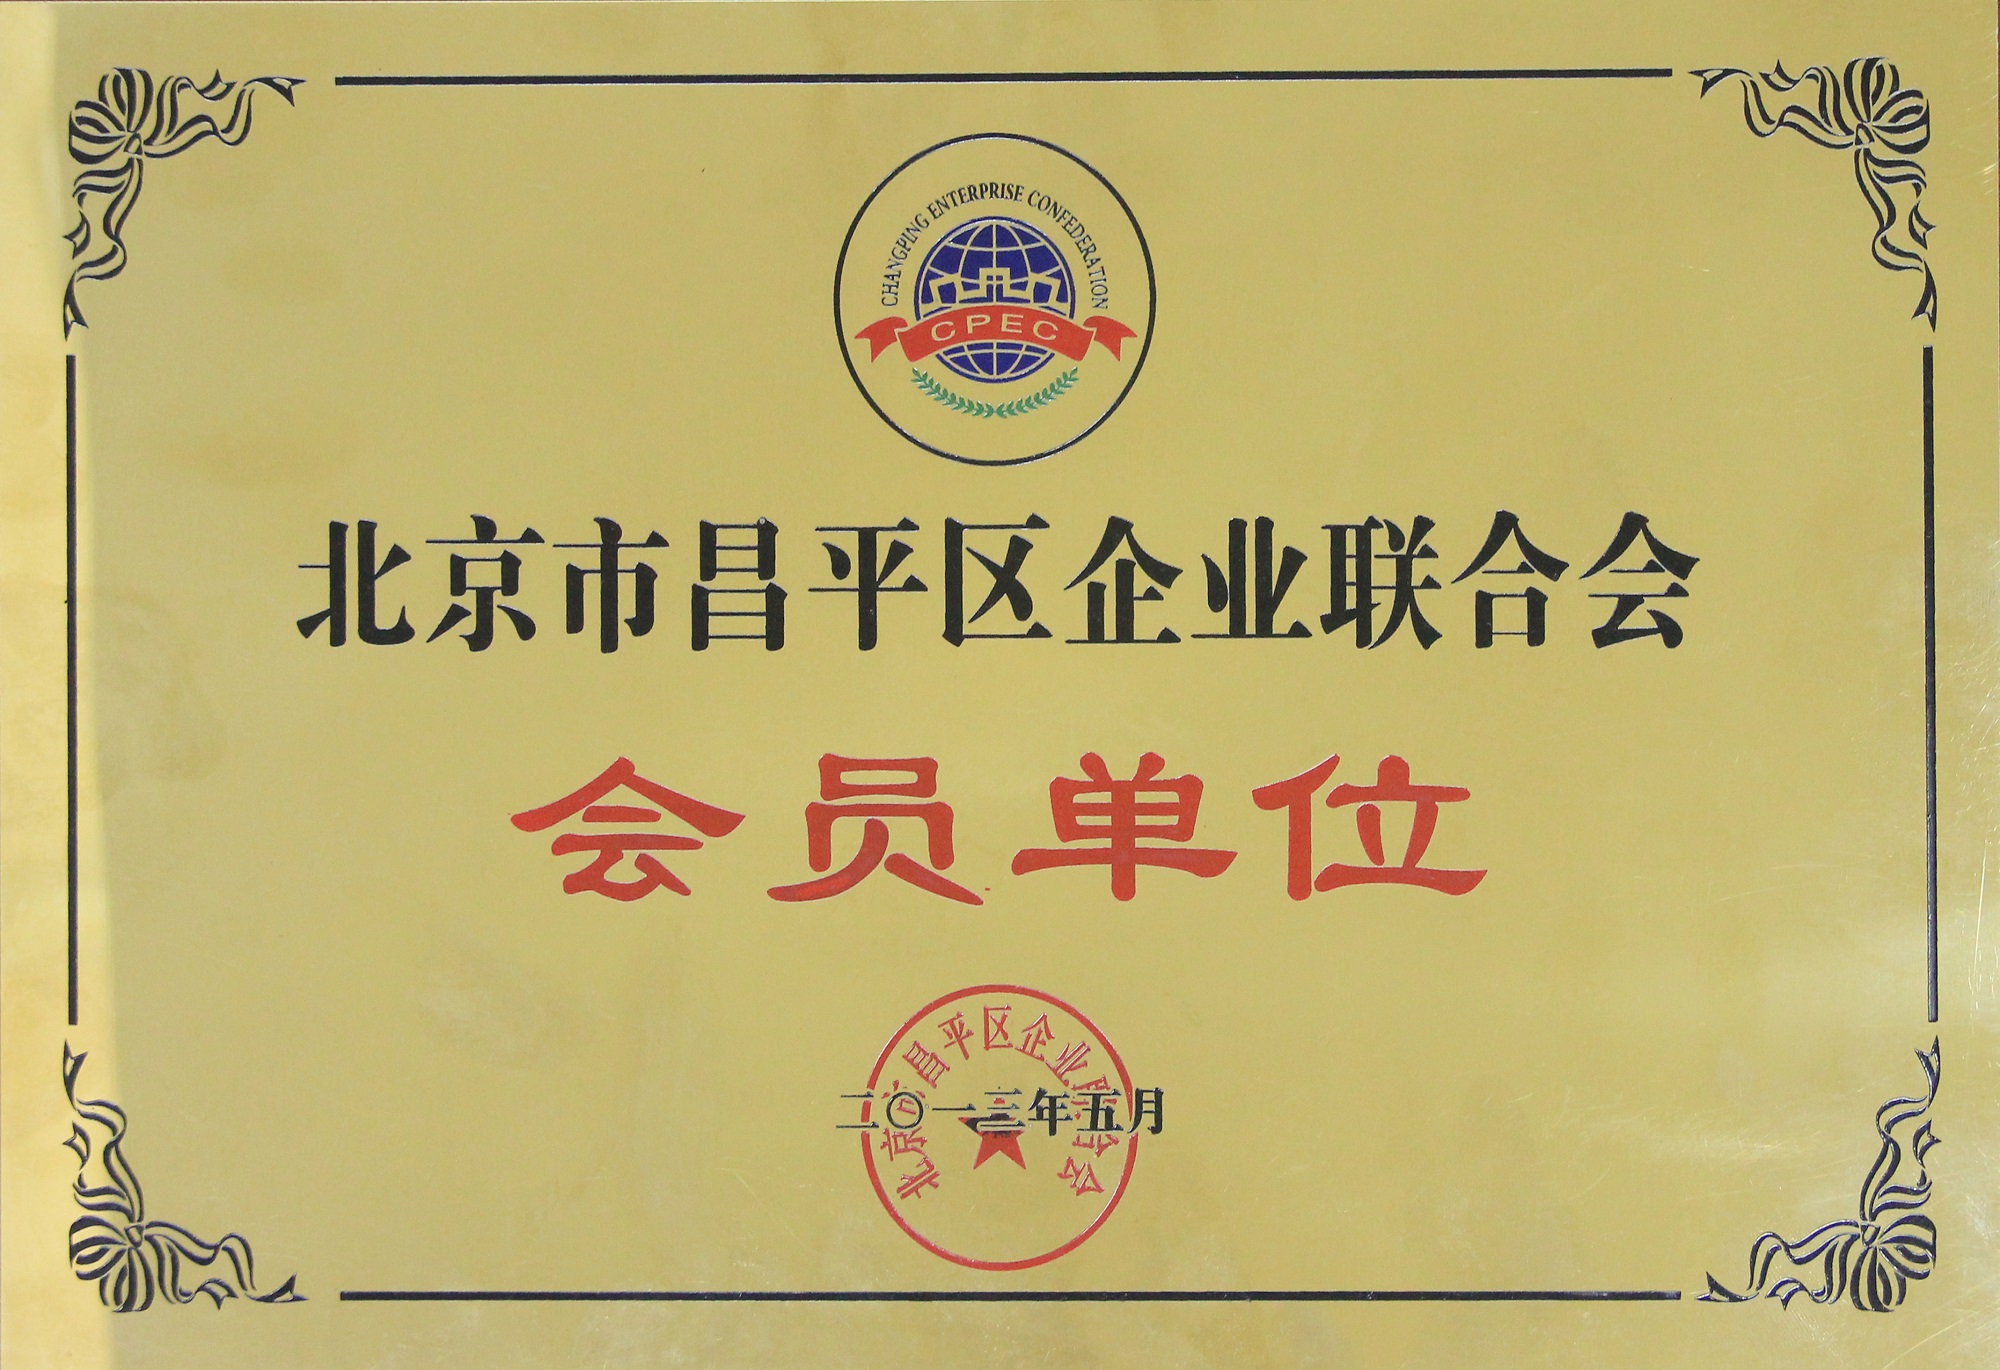 CHANGPING ENTERPRISE CONFEDERATION
CPEC
北京市昌平区企业联合会
会员单位
北京市昌平区企业联合会
二〇一三年五月